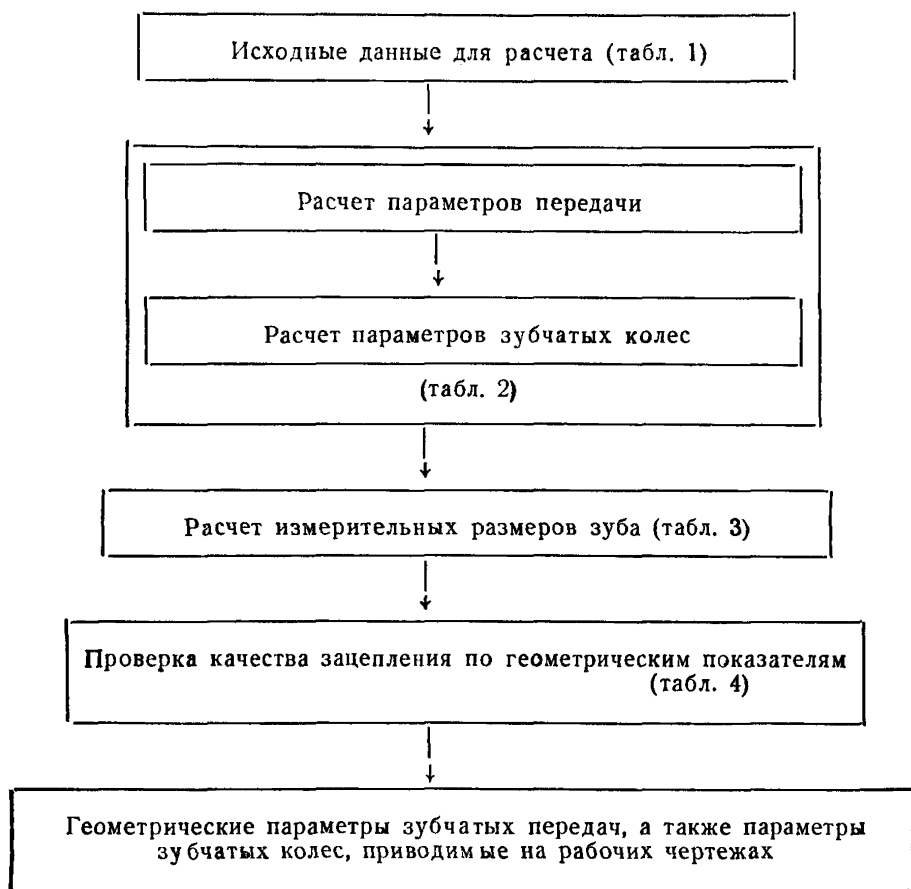 Исходные данные для расчета (табл. 1)
Расчет параметров передачи
Расчет параметров зубчатых колес
(табл. 2)
Расчет измерительных размеров зуба (табл. 3)
Проверка качества зацепления по геометрическим показателям
(табл. 4)
Геометрические параметры зубчатых передач, а также параметры
зубчатых колес, приводимые на рабочих чертежах